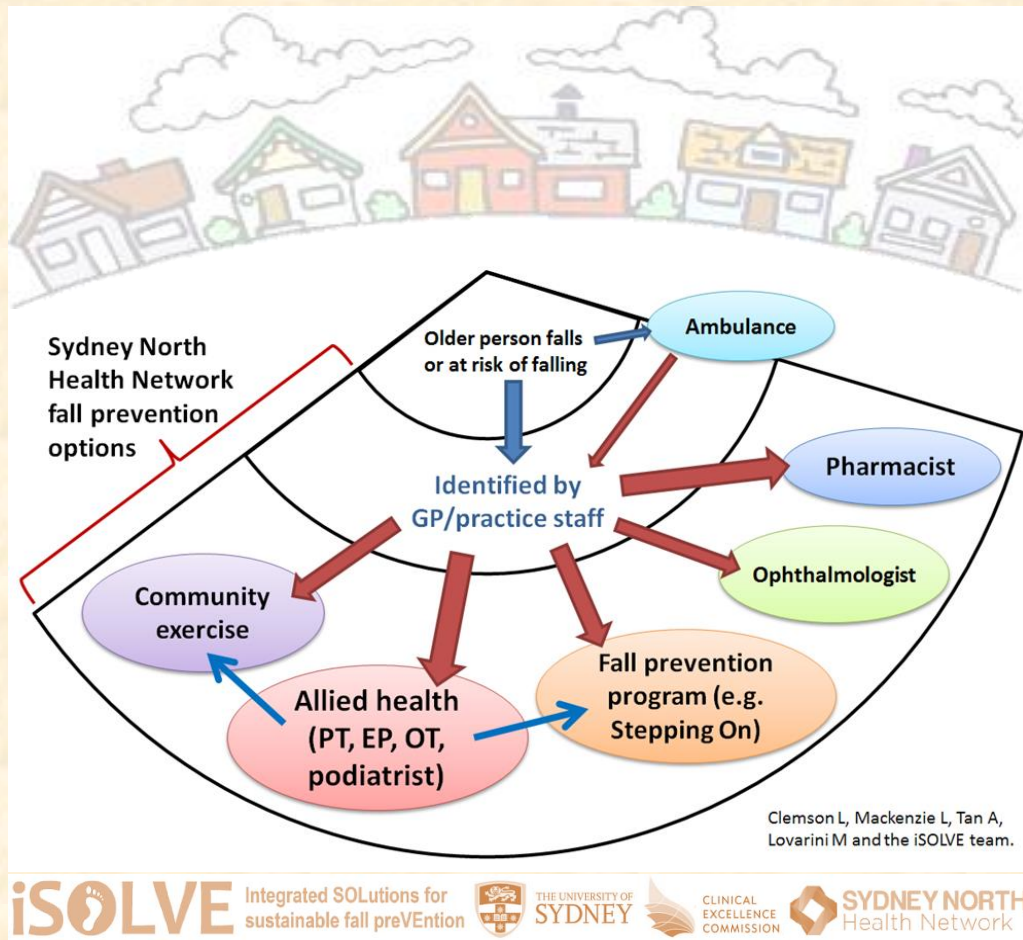 Sydney North
Health Network
fall prevention
options
Older person falls
or at risk of falling
Ambulance
Identified by
GP/practice staff
Pharmacist
Ophthalmologist
Community
exercise
Allied health
(PT, EP, OT,
podiatrist)
Fall prevention
program (e.g.
Stepping On)
Clemson L, Mackenzie L, Tan A,
Lovarini M and the iSOLVE team.
iSOLVE
Integrated SOLutions for
sustainable fall preVEntion
THE UNIVERSITY OF
SYDNEY
CLINICAL
EXCELLENCE
COMMISSION
SYDNEY NORTH
Health Network